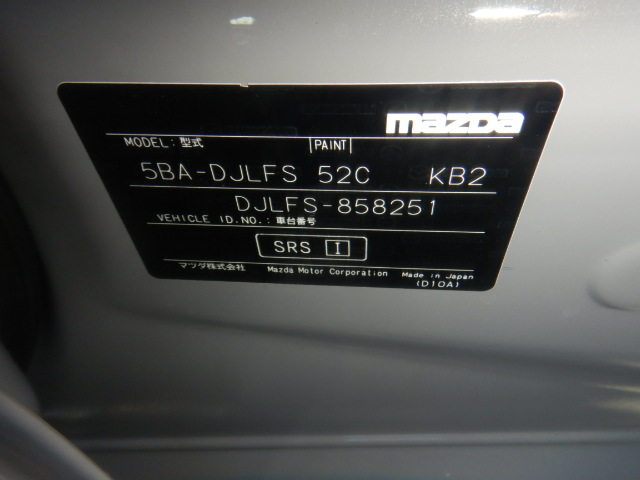 mazda
MODEL: 型式 PAINT
5BA-DJLFS 52C KB2
DJLFS-858251
VEHICLE ID.NO.: 車台番号
SRS I
マツダ株式会社 Mazda Motor Corporation Made in Japan
(D10A)